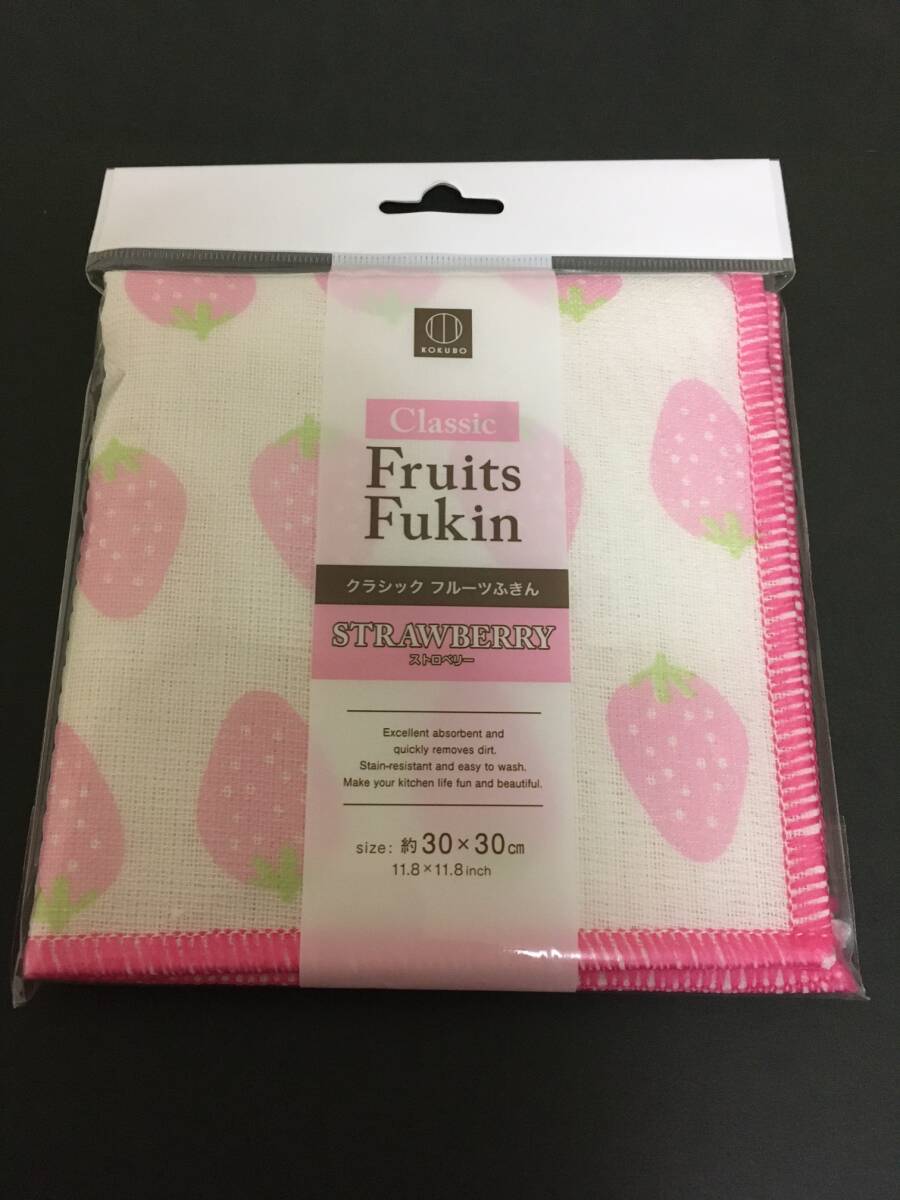 KOKUBO
Classic
Fruits
Fukin
クラシック フルーツふきん
STRAWBERRY
ストロベリー
Excellent absorbent and
quickly removes dirt.
Stain-resistant and easy to wash.
Make your kitchen life fun and beautiful.
size: 約30×30cm
11.8×11.8inch